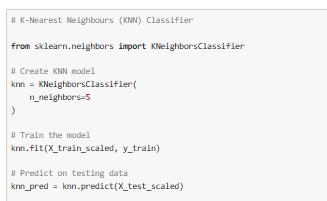 # K-Nearest Neighbours (KNN) Classifier
from sklearn.neighbors import KNeighborsClassifier
# Create KNN model
knn = KNeighborsClassifier(
    n_neighbors=5
)
# Train the model
knn.fit(X_train_scaled, y_train)
# Predict on testing data
knn_pred = knn.predict(X_test_scaled)